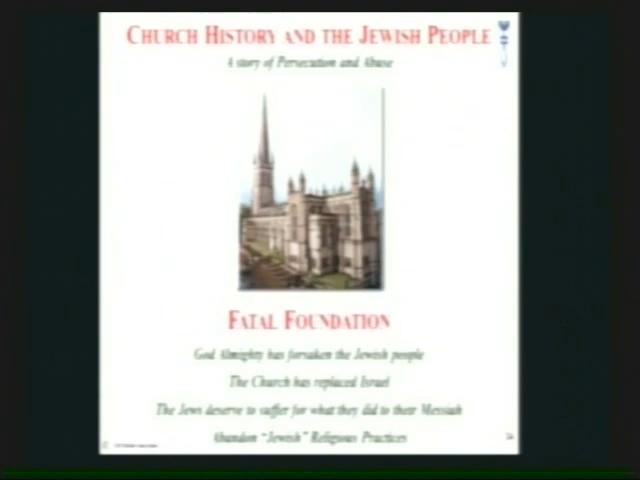 CHURCH HISTORY AND THE JEWISH PEOPLE
A story of Persecution and Abuse
FATAL FOUNDATION
God Almighty has forsaken the Jewish people
The Church has replaced Israel
The Jews deserve to suffer for what they did to their Messiah
Abandon "Jewish" Religious Practices